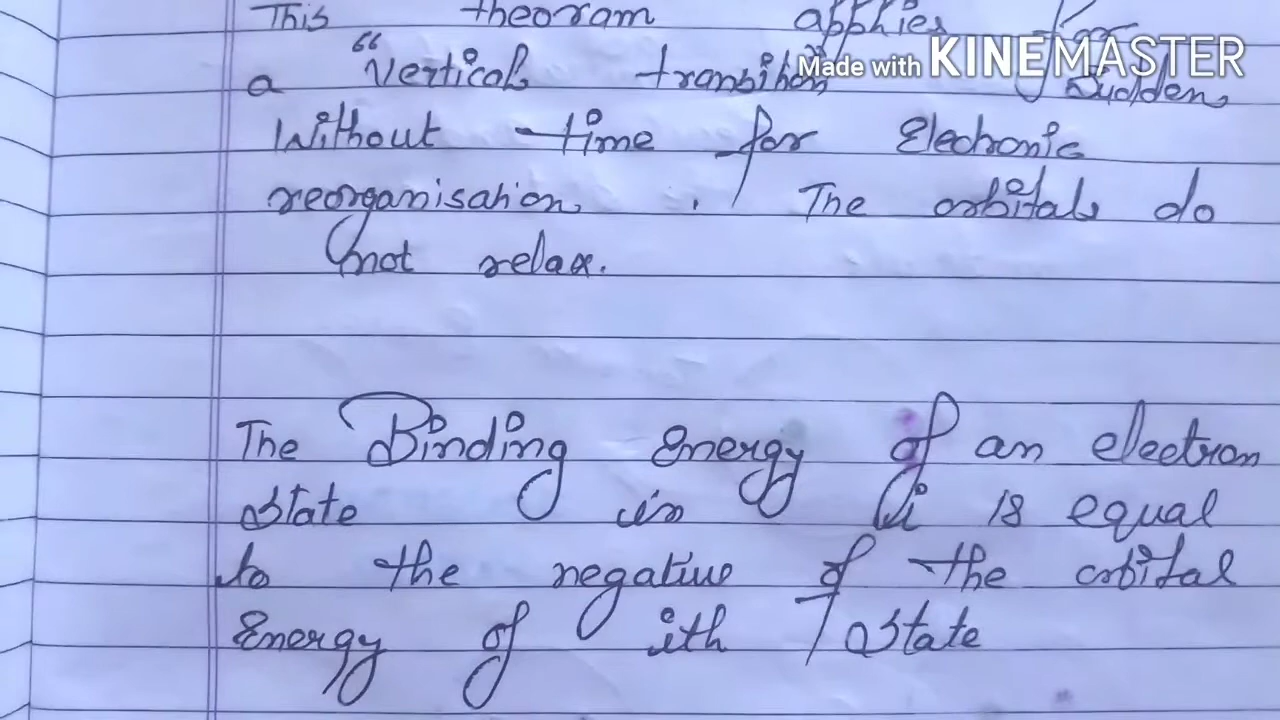 This theoram applies for
Made with KINEMASTER
a "Vertical transition Sudden
Without time for Electronic
reorganisation. The orbitals do
not relax.
The Binding Energy of an electron
State in i is equal
to the negative of the orbital
Energy of ith State